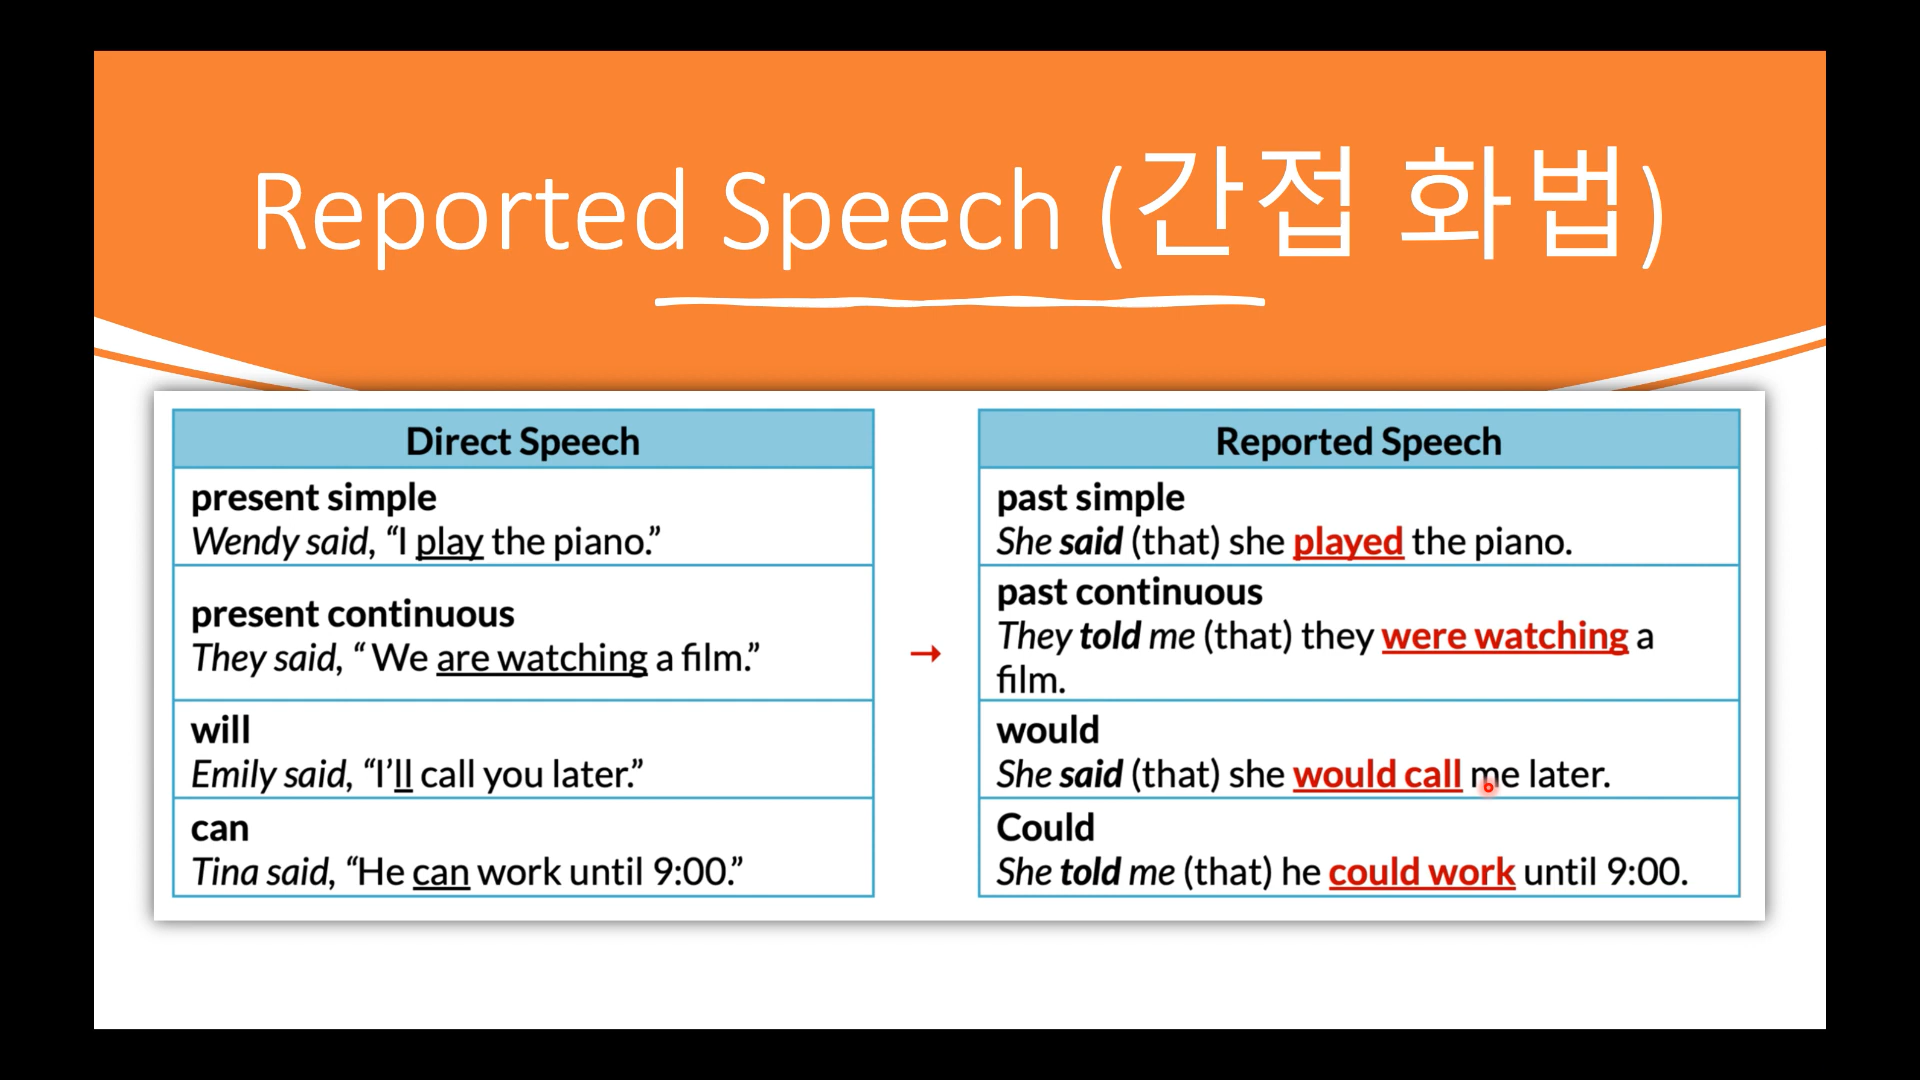 Reported Speech (간접 화법)
Direct Speech
present simple
Wendy said, “I play the piano.”
present continuous
They said, “ We are watching a film.”
will
Emily said, “I’ll call you later.”
can
Tina said, “He can work until 9:00.”
→
Reported Speech
past simple
She said (that) she played the piano.
past continuous
They told me (that) they were watching a
film.
would
She said (that) she would call me later.
Could
She told me (that) he could work until 9:00.